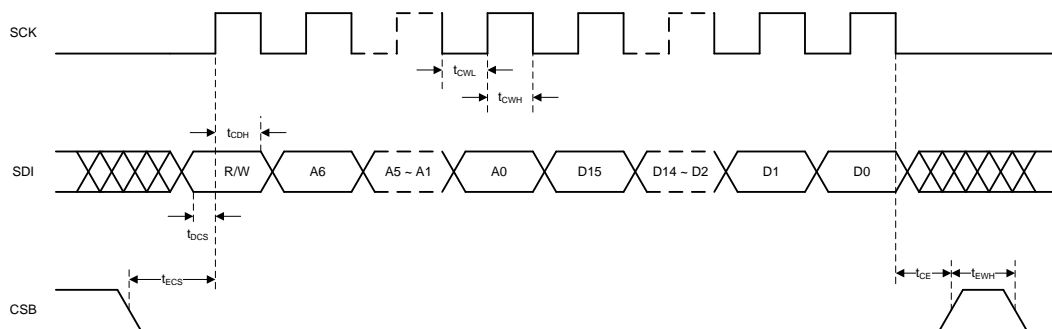 SCK
tCWL
tCWH
tCDH
SDI
R/W A6 A5 ~ A1 A0 D15 D14 ~ D2 D1 D0
tDCS
tECS
tCE tEWH
CSB